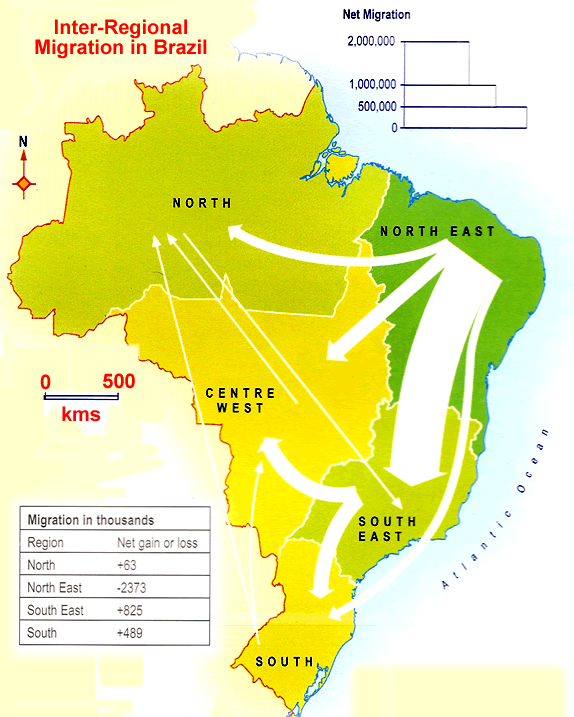 Inter-Regional
Migration in Brazil
Net Migration
2,000,000
1,000,000
500,000
0
N
NORTH
NORTH EAST
CENTRE
WEST
SOUTH
EAST
SOUTH
0 500
kms
Atlantic Ocean
Migration in thousands
Region Net gain or loss
North +63
North East -2373
South East +825
South +489